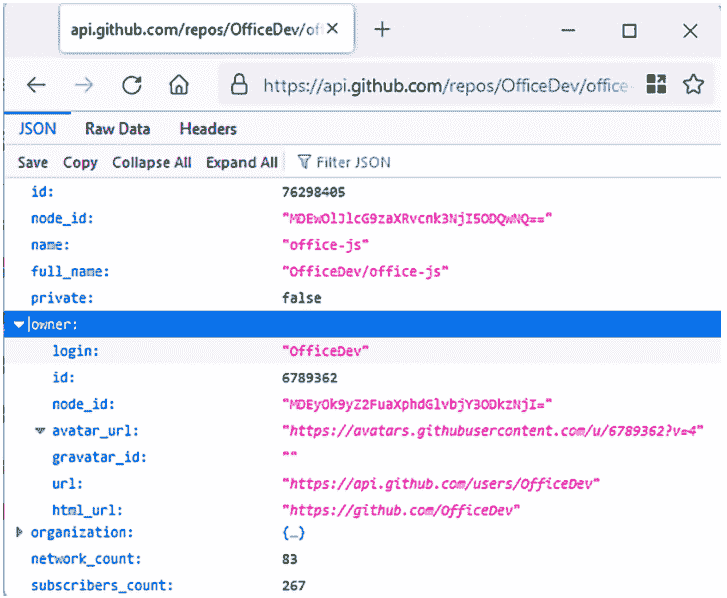 api.github.com/repos/OfficeDev/off
https://api.github.com/repos/OfficeDev/office-
JSON Raw Data Headers
Save Copy Collapse All Expand All Filter JSON
id: 76298405
node_id: "MDEwOlJlcG9zaXRvcnk3NjI5ODQwNQ=="
name: "office-js"
full_name: "OfficeDev/office-js"
private: false
owner:
login: "OfficeDev"
id: 6789362
node_id: "MDEyOk9yZ2FuaXphdGlvbjY3ODkzNjI="
avatar_url: "https://avatars.githubusercontent.com/u/6789362?v=4"
gravatar_id: ""
url: "https://api.github.com/users/OfficeDev"
html_url: "https://github.com/OfficeDev"
organization: {…}
network_count: 83
subscribers_count: 267